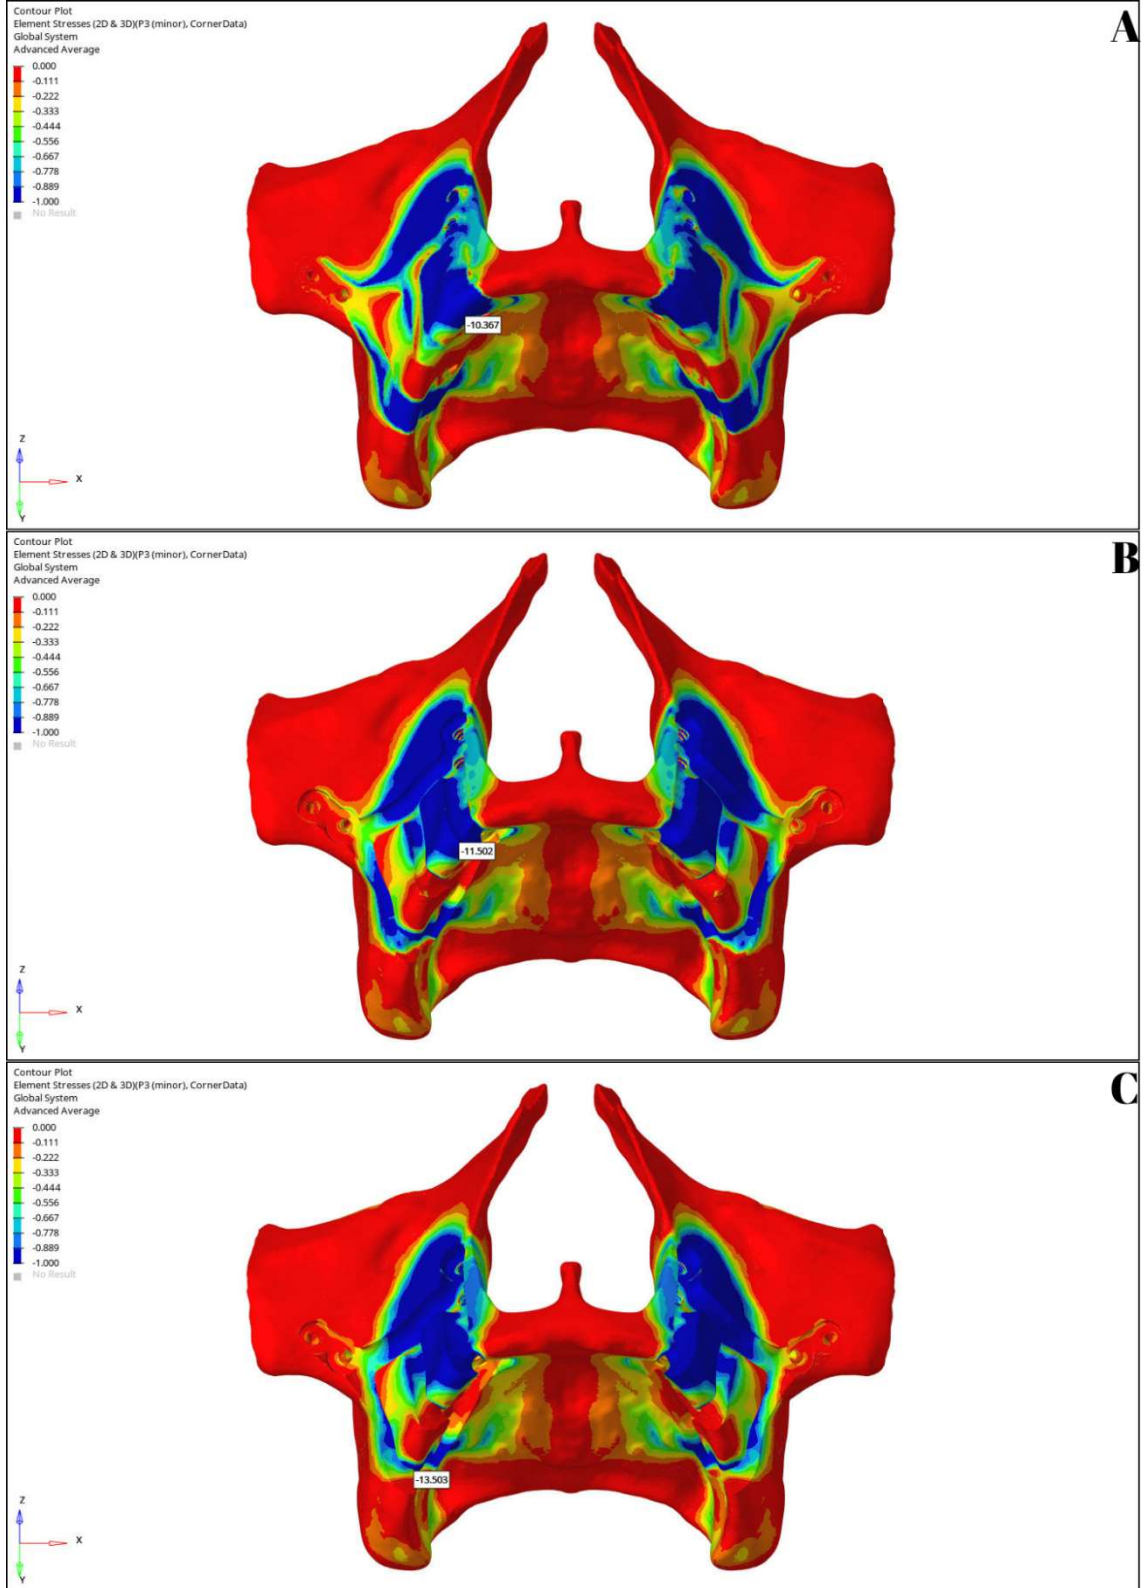 Contour Plot
Element Stresses (2D & 3D)(P3 (minor), CornerData)
Global System
Advanced Average
0.000
-0.111
-0.222
-0.333
-0.444
-0.556
-0.667
-0.778
-0.889
-1.000
No Result
A
-10.367
Z
X
Y
Contour Plot
Element Stresses (2D & 3D)(P3 (minor), CornerData)
Global System
Advanced Average
0.000
-0.111
-0.222
-0.333
-0.444
-0.556
-0.667
-0.778
-0.889
-1.000
No Result
B
-11.502
Z
X
Y
Contour Plot
Element Stresses (2D & 3D)(P3 (minor), CornerData)
Global System
Advanced Average
0.000
-0.111
-0.222
-0.333
-0.444
-0.556
-0.667
-0.778
-0.889
-1.000
No Result
C
-13.503
Z
X
Y